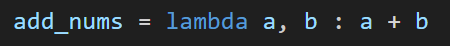 add_nums = lambda a, b : a + b